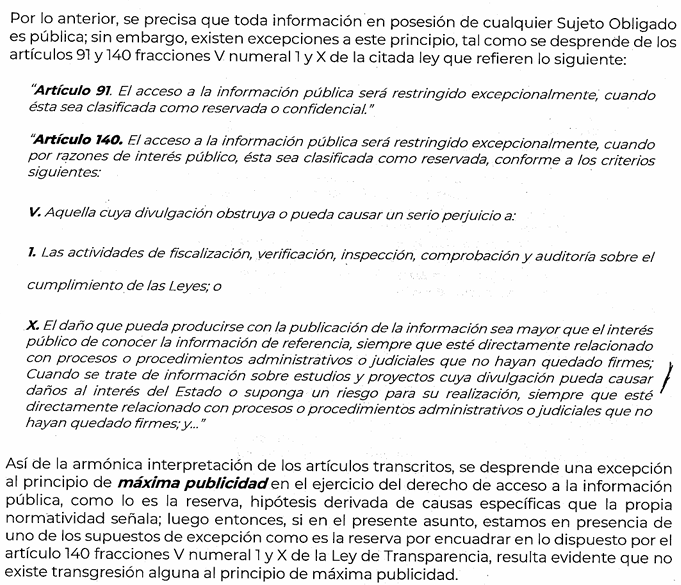 Por lo anterior, se precisa que toda información en posesión de cualquier Sujeto Obligado
es pública; sin embargo, existen excepciones a este principio, tal como se desprende de los
artículos 91 y 140 fracciones V numeral 1 y X de la citada ley que refieren lo siguiente:
"Artículo 91. El acceso a la información pública será restringido excepcionalmente, cuando
ésta sea clasificada como reservada o confidencial."
"Artículo 140. El acceso a la información pública será restringido excepcionalmente, cuando
por razones de interés público, ésta sea clasificada como reservada, conforme a los criterios
siguientes:
V. Aquella cuya divulgación obstruya o pueda causar un serio perjuicio a:
1. Las actividades de fiscalización, verificación, inspección, comprobación y auditoría sobre el
cumplimiento de las Leyes; o
X. El daño que pueda producirse con la publicación de la información sea mayor que el interés
público de conocer la información de referencia, siempre que esté directamente relacionado
con procesos o procedimientos administrativos o judiciales que no hayan quedado firmes;
Cuando se trate de información sobre estudios y proyectos cuya divulgación pueda causar
daños al interés del Estado o suponga un riesgo para su realización, siempre que esté
directamente relacionado con procesos o procedimientos administrativos o judiciales que no
hayan quedado firmes; y..."
Así de la armónica interpretación de los artículos transcritos, se desprende una excepción
al principio de máxima publicidad en el ejercicio del derecho de acceso a la información
pública, como lo es la reserva, hipótesis derivada de causas específicas que la propia
normatividad señala; luego entonces, si en el presente asunto, estamos en presencia de
uno de los supuestos de excepción como es la reserva por encuadrar en lo dispuesto por el
artículo 140 fracciones V numeral 1 y X de la Ley de Transparencia, resulta evidente que no
existe transgresión alguna al principio de máxima publicidad.